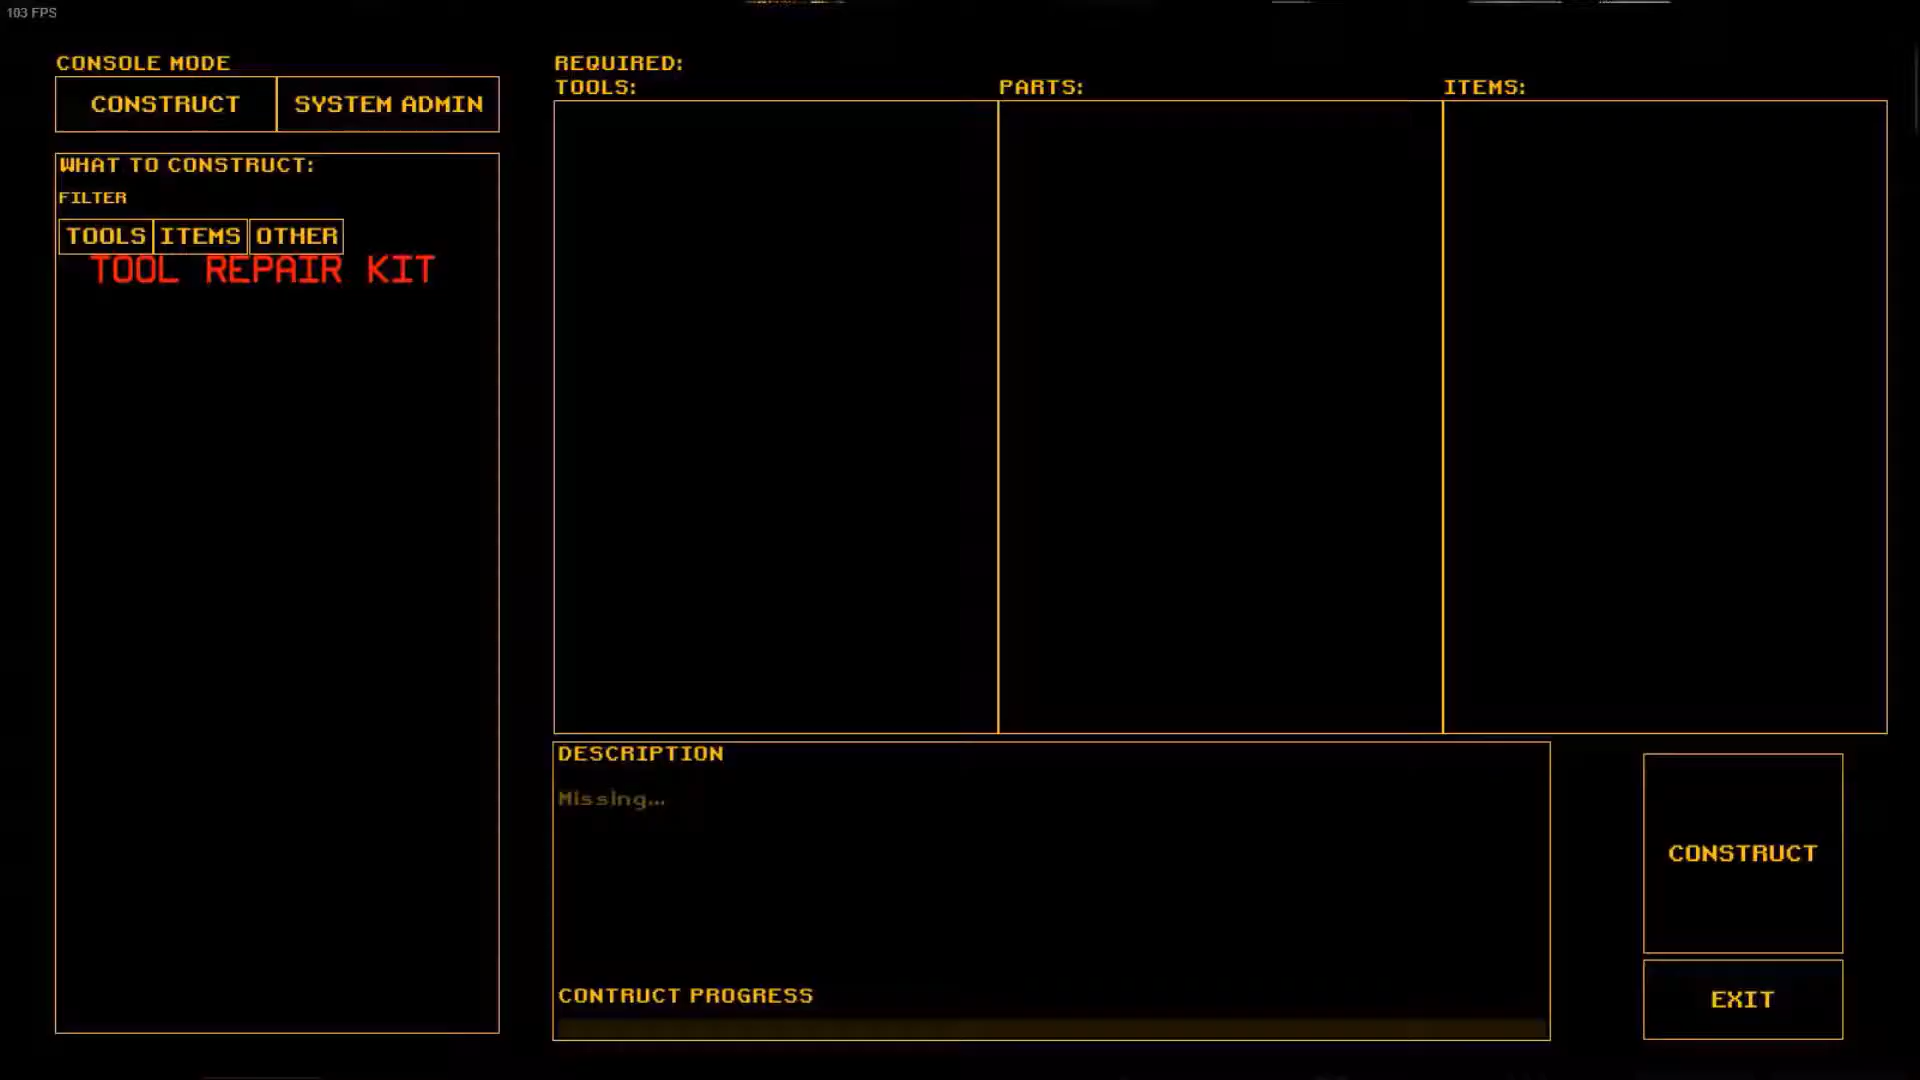 103 FPS
CONSOLE MODE
CONSTRUCT
SYSTEM ADMIN
WHAT TO CONSTRUCT:
FILTER
TOOLS
ITEMS
OTHER
TOOL REPAIR KIT
REQUIRED:
TOOLS:
PARTS:
ITEMS:
DESCRIPTION
Missing...
CONTRUCT PROGRESS
CONSTRUCT
EXIT